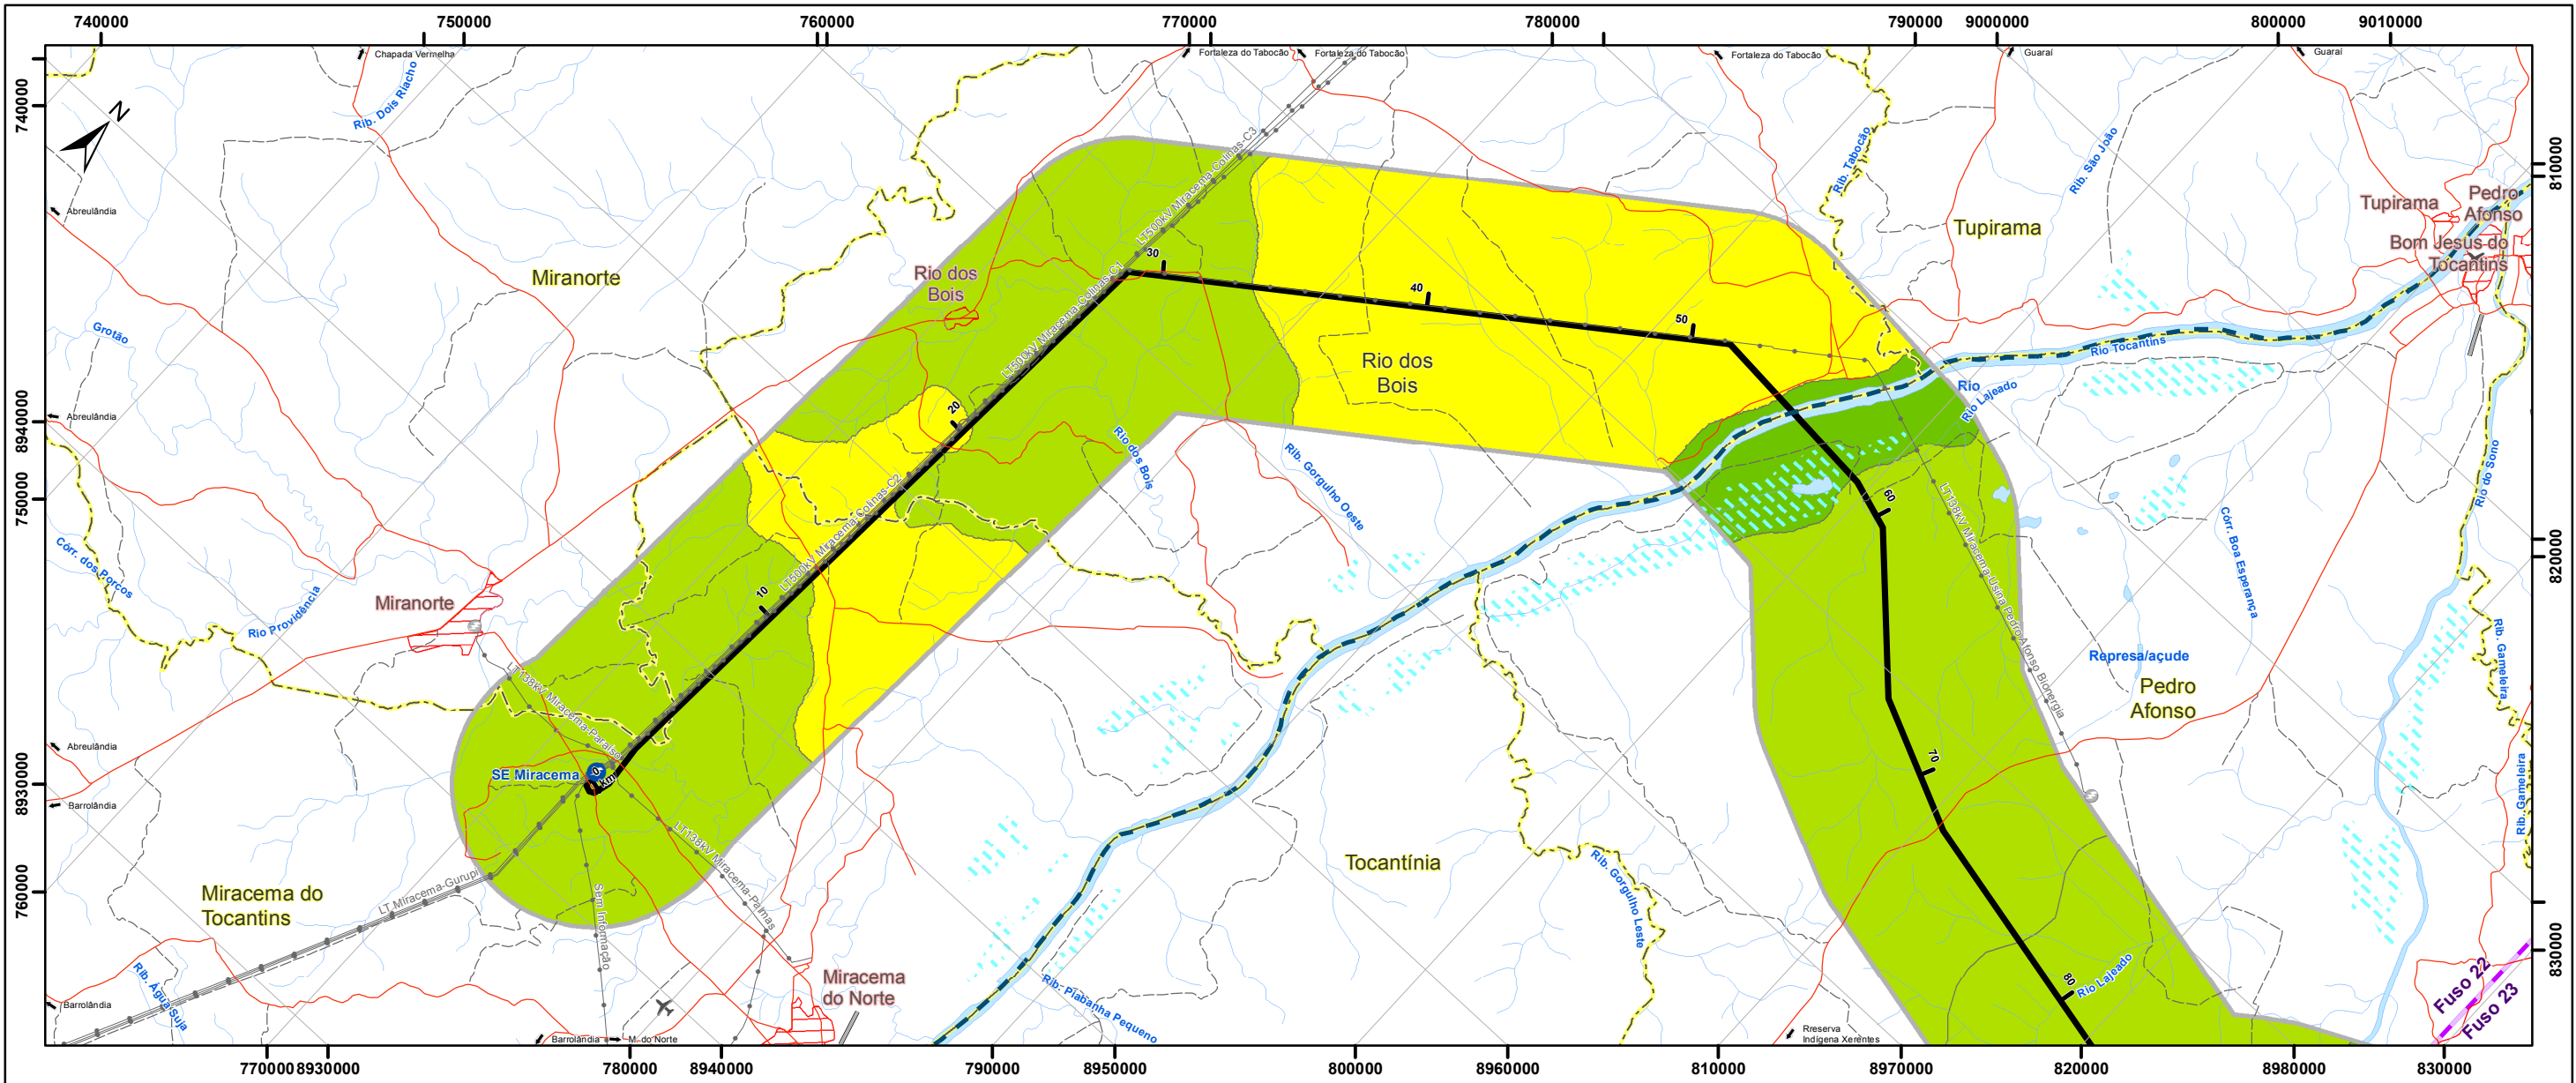 740000
750000
760000
770000
780000
790000
9000000
800000
9010000
Chapada Vermelha
Fortaleza do Tabocão
Fortaleza do Tabocão
Fortaleza do Tabocão
Guaraí
Guaraí
740000
8940000
750000
8930000
760000
810000
820000
830000
N
Rib. Dois Riacho
Abreulândia
Miranorte
Grotão
Abreulândia
Córr. dos Porcos
Rio Providência
Miranorte
Abreulândia
Barrolândia
SE Miracema
0
km
LT138kV Miracema-Paraíso
LT138kV Miracema-Palmas
LT Miracema-Gurupi
Sem Informação
Miracema do
Tocantins
Barrolândia
Rib. Água Suja
Barrolândia
M. do Norte
Miracema
do Norte
10
20
30
40
50
60
70
80
LT500kV Miracema-Colinas-C2
LT500kV Miracema-Colinas-C1
LT500kV Miracema-Colinas-C3
Rio dos
Bois
Rio dos Bois
Rib. Gorgulho Oeste
Rio dos
Bois
Rib. Tabocão
Rib. São João
Tupirama
Tupirama
Pedro
Afonso
Bom Jesus do
Tocantins
Rio Tocantins
Rio
Rio Lajeado
LT138kV Miracema-Usina Pedro Afonso Bionergia
Córr. Boa Esperança
Rio do Sono
Rib. Gameleira
Rib. Gameleira
Represa/açude
Pedro
Afonso
Tocantínia
Rib. Gorgulho Leste
Rib. Piabanha Pequeno
Rio Lajeado
Rreserva
Indígena Xerentes
Fuso 22
Fuso 23
770000
8930000
780000
8940000
790000
8950000
800000
8960000
810000
8970000
820000
8980000
830000